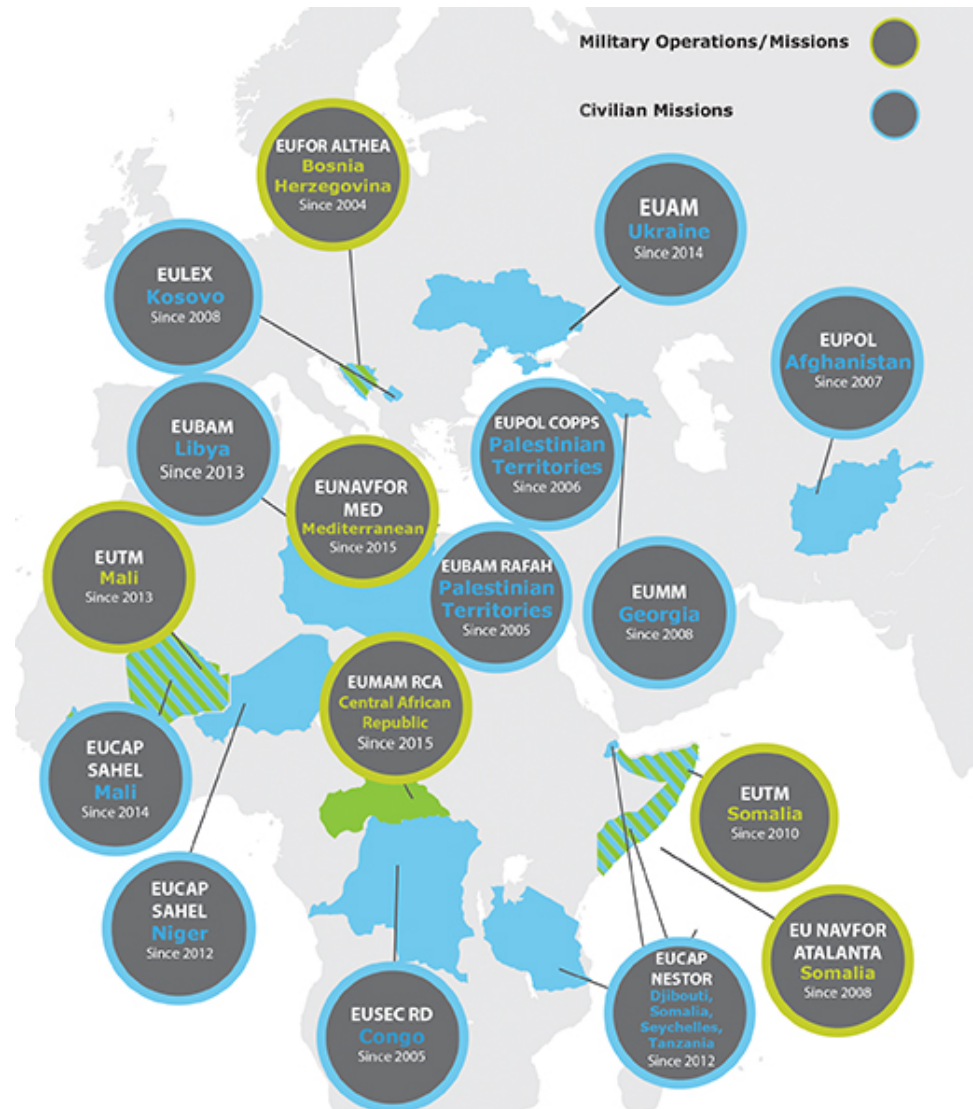 Military Operations/Missions
Civilian Missions
EUFOR ALTHEA
Bosnia
Herzegovina
Since 2004
EUAM
Ukraine
Since 2014
EULEX
Kosovo
Since 2008
EUPOL
Afghanistan
Since 2007
EUBAM
Libya
Since 2013
EUPOL COPPS
Palestinian
Territories
Since 2006
EUNAVFOR
MED
Mediterranean
Since 2015
EUTM
Mali
Since 2013
EUBAM RAFAH
Palestinian
Territories
Since 2005
EUMM
Georgia
Since 2008
EUMAM RCA
Central African
Republic
Since 2015
EUCAP
SAHEL
Mali
Since 2014
EUTM
Somalia
Since 2010
EUCAP
SAHEL
Niger
Since 2012
EU NAVFOR
ATALANTA
Somalia
Since 2008
EUCAP
NESTOR
Djibouti,
Somalia,
Seychelles,
Tanzania
Since 2012
EUSEC RD
Congo
Since 2005